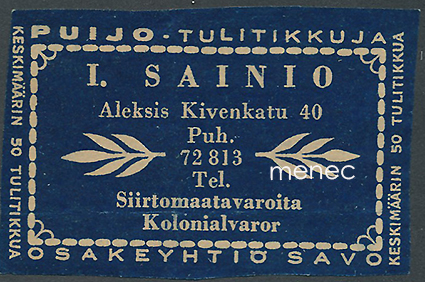 PUIJO-TULITIKKUJA
KESKIMÄÄRIN 50 TULITIKKUA
I. SAINIO
Aleksis Kivenkatu 40
Puh.
72 813
Tel.
menec
Siirtomaatavaroita
Kolonialvaror
KESKIMÄÄRIN 50 TULITIKKUA
OSAKEYHTIÖ SAVO